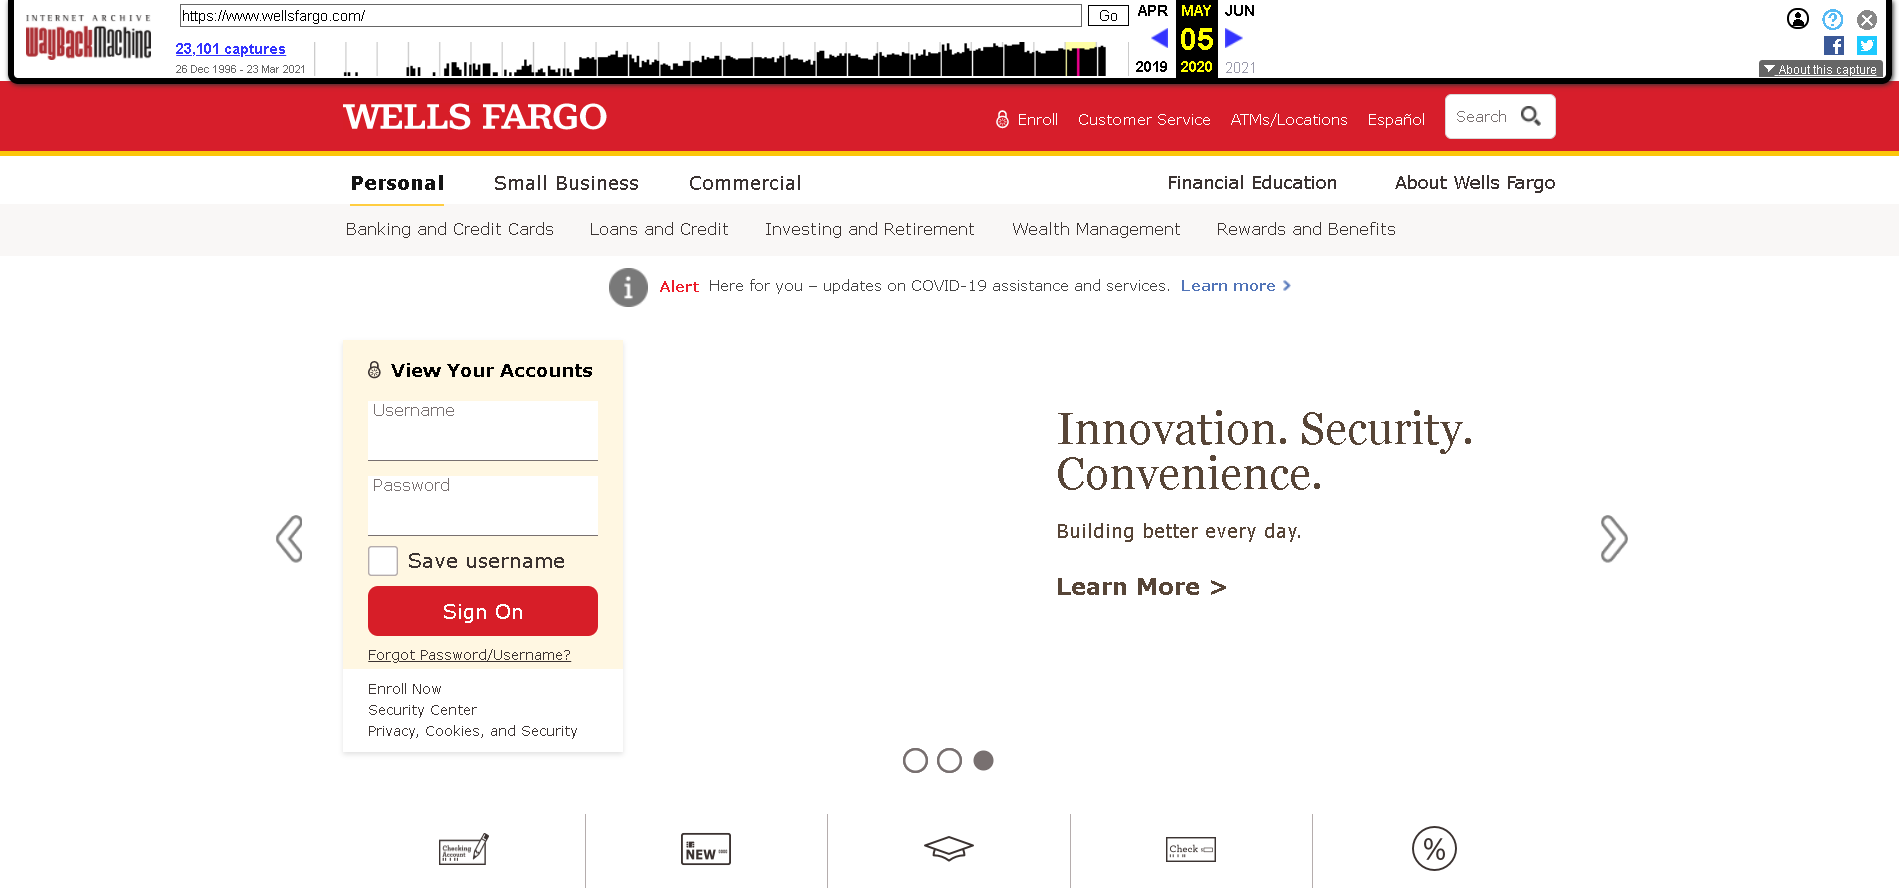 INTERNET ARCHIVE
WayBackMachine
https://www.wellsfargo.com/
Go
23,101 captures
26 Dec 1996 - 23 Mar 2021
APR MAY JUN
05
2019 2020 2021
About this capture
WELLS FARGO
Enroll Customer Service ATMs/Locations Español Search
Personal Small Business Commercial Financial Education About Wells Fargo
Banking and Credit Cards Loans and Credit Investing and Retirement Wealth Management Rewards and Benefits
Alert Here for you – updates on COVID-19 assistance and services. Learn more
View Your Accounts
Username
Password
Save username
Sign On
Forgot Password/Username?
Enroll Now
Security Center
Privacy, Cookies, and Security
Innovation. Security.
Convenience.
Building better every day.
Learn More >
Checking
Account
NEW
Check
%